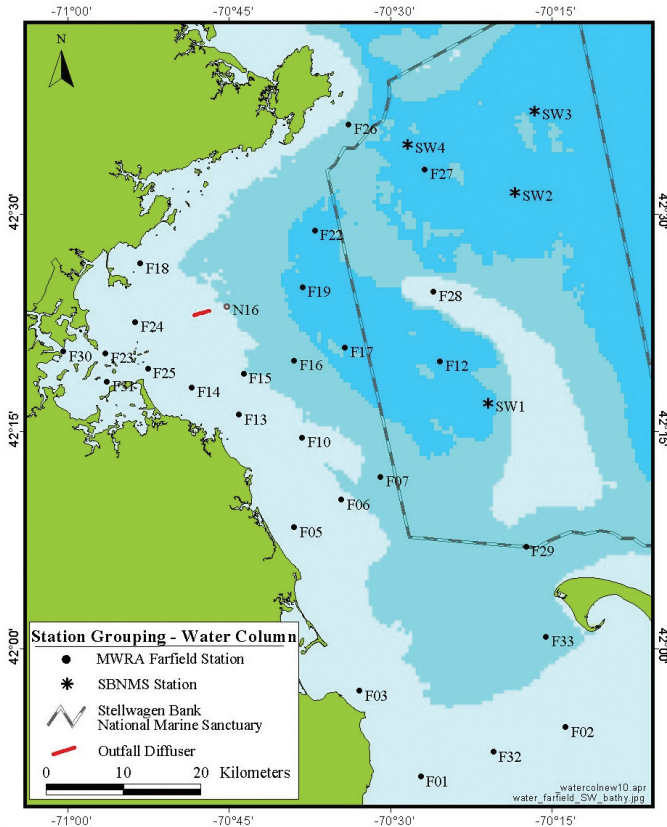 -71°00'
-70°45'
-70°30'
-70°15'
N
F26
SW3
SW4
F27
SW2
42°30'
42°30'
F22
F18
F19
F28
N16
F24
F30
F23
F17
F16
F12
F25
F15
F31
F14
SW1
F13
42°15'
42°15'
F10
F07
F06
F05
F29
F33
42°00'
42°00'
Station Grouping - Water Column
MWRA Farfield Station
SBNMS Station
Stellwagen Bank
National Marine Sanctuary
Outfall Diffuser
0 10 20 Kilometers
F03
F02
F32
F01
watercolnew10.apr
water_farfield_SW_bathy.jpg
-71°00'
-70°45'
-70°30'
-70°15'